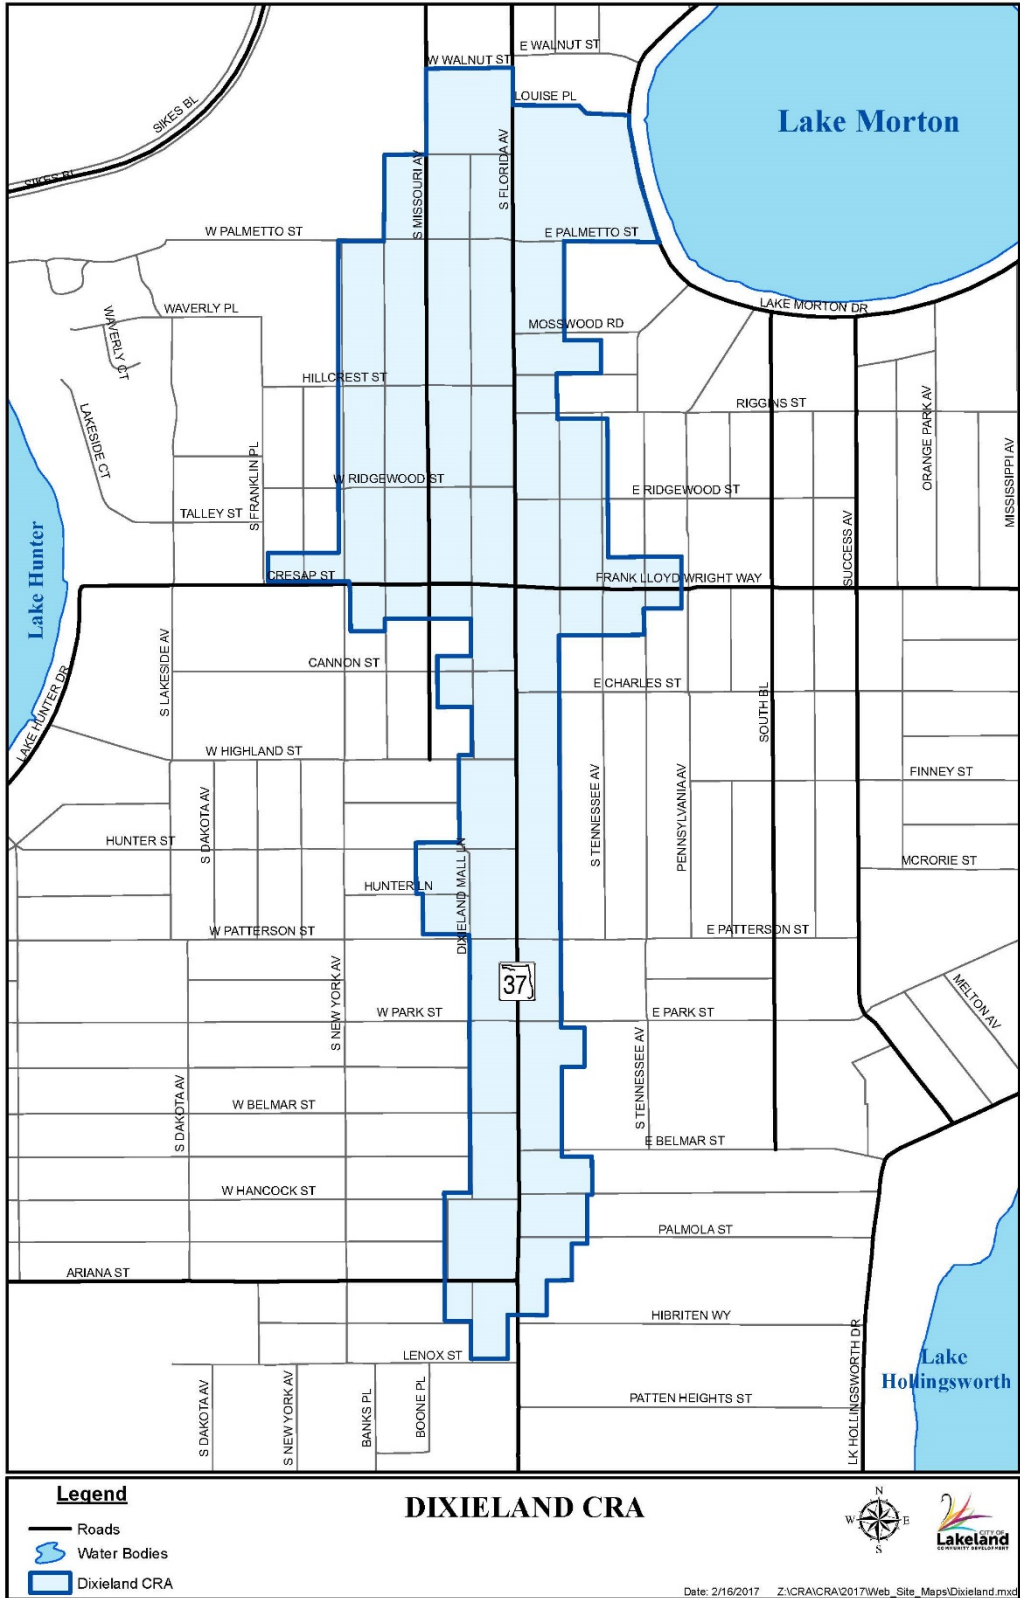 E WALNUT ST
W WALNUT ST
LOUISE PL
SIKES BL
SIKES BL
Lake Morton
S MISSOURI AV
S FLORIDA AV
W PALMETTO ST
E PALMETTO ST
LAKE MORTON DR
WAVERLY PL
WAVERLY CT
MOSSWOOD RD
HILLCREST ST
RIGGINS ST
LAKESIDE CT
S FRANKLIN PL
ORANGE PARK AV
MISSISSIPPI AV
W RIDGEWOOD ST
E RIDGEWOOD ST
TALLEY ST
SUCCESS AV
Lake Hunter
CRESAP ST
FRANK LLOYD WRIGHT WAY
S LAKESIDE AV
CANNON ST
LAKE HUNTER DR
E CHARLES ST
SOUTH BL
W HIGHLAND ST
FINNEY ST
S DAKOTA AV
S TENNESSEE AV
PENNSYLVANIA AV
HUNTER ST
DIXIELAND MALL LN
MCRORIE ST
HUNTER LN
W PATTERSON ST
E PATTERSON ST
37
S NEW YORK AV
MELTON AV
W PARK ST
E PARK ST
S TENNESSEE AV
S DAKOTA AV
W BELMAR ST
E BELMAR ST
W HANCOCK ST
PALMOLA ST
ARIANA ST
HIBRITEN WY
LENOX ST
LK HOLLINGSWORTH DR
Lake
Hollingsworth
S DAKOTA AV
S NEW YORK AV
BANKS PL
BOONE PL
PATTEN HEIGHTS ST
Legend
Roads
Water Bodies
Dixieland CRA
DIXIELAND CRA
N
W E
S
CITY OF
Lakeland
COMMUNITY DEVELOPMENT
Date: 2/16/2017 Z:\CRA\CRA\2017\Web_Site_Maps\Dixieland.mxd